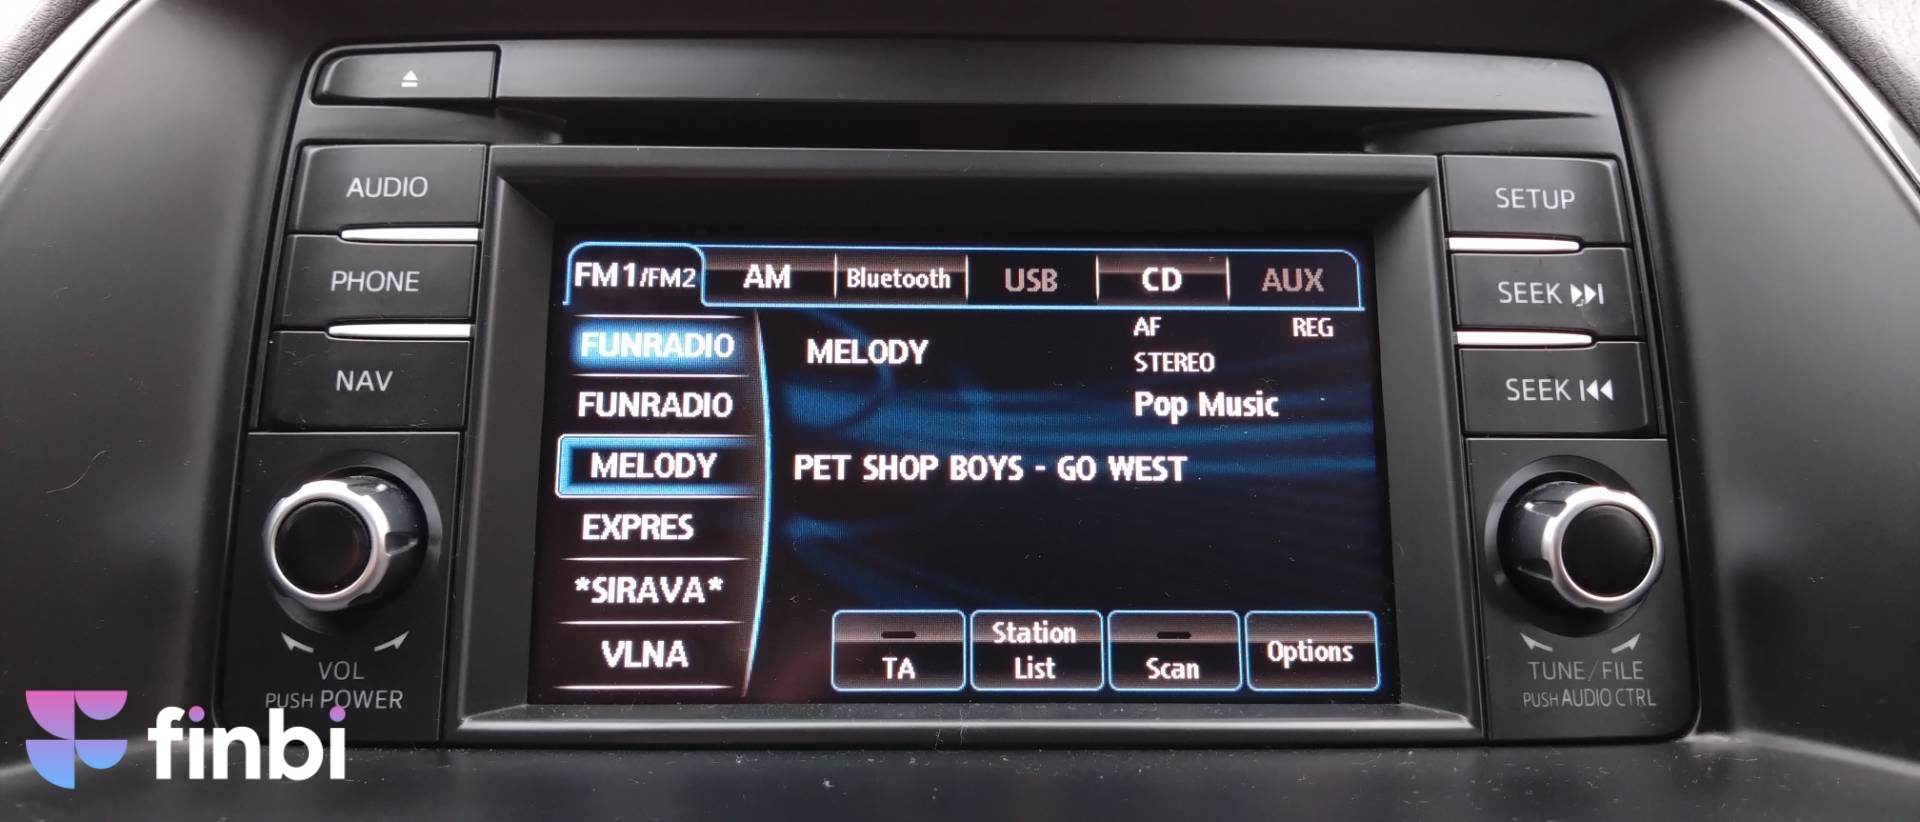 AUDIO
PHONE
NAV
VOL
PUSH POWER
FM1/FM2 AM Bluetooth USB CD AUX
FUNRADIO
FUNRADIO
MELODY
EXPRES
*SIRAVA*
VLNA
MELODY
AF REG
STEREO
Pop Music
PET SHOP BOYS - GO WEST
TA
Station
List
Scan
Options
SETUP
SEEK
SEEK
TUNE/FILE
PUSH AUDIO CTRL
finbi